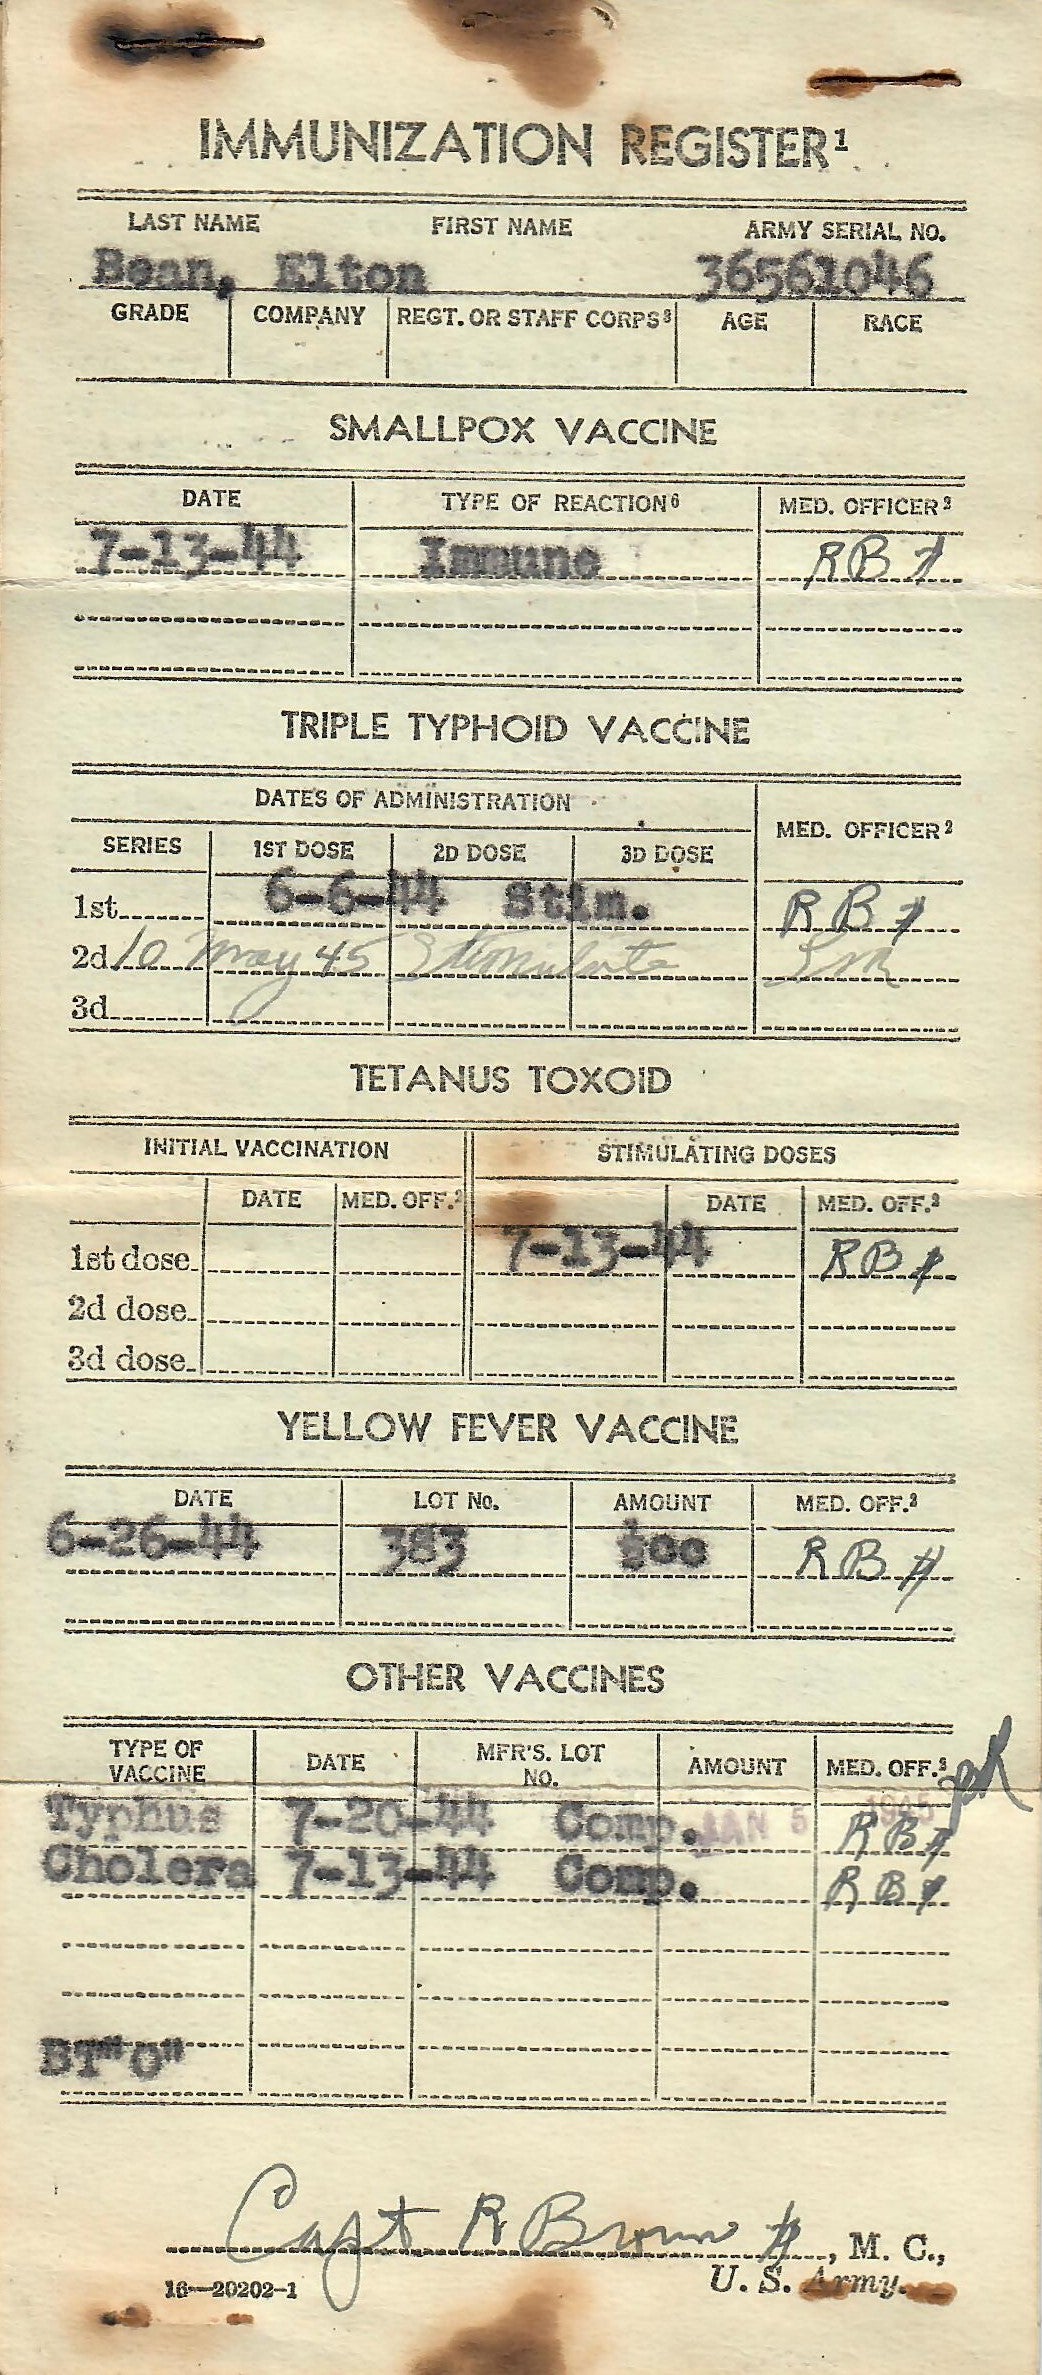 IMMUNIZATION REGISTER¹
LAST NAME FIRST NAME ARMY SERIAL NO.
Bean, Elton 36561046
GRADE COMPANY REGT. OR STAFF CORPS³ AGE RACE
SMALLPOX VACCINE
DATE TYPE OF REACTION⁶ MED. OFFICER²
7-13-44 Immune RB
TRIPLE TYPHOID VACCINE
DATES OF ADMINISTRATION
MED. OFFICER²
SERIES 1ST DOSE 2D DOSE 3D DOSE
1st 6-6-44 Stim. RB
2d 10 May 45 Stimulate
3d
TETANUS TOXOID
INITIAL VACCINATION STIMULATING DOSES
DATE MED. OFF.² DATE MED. OFF.²
1st dose 7-13-44 RB
2d dose
3d dose
YELLOW FEVER VACCINE
DATE LOT No. AMOUNT MED. OFF.²
6-26-44 383 ½cc RB
OTHER VACCINES
TYPE OF VACCINE DATE MFR'S. LOT NO. AMOUNT MED. OFF.²
Typhus 7-20-44 Comp. JAN 5 1945 RB
Cholera 7-13-44 Comp. RB
BT"O"
Capt R Brown, M. C.,
U. S. Army.
16—20202-1